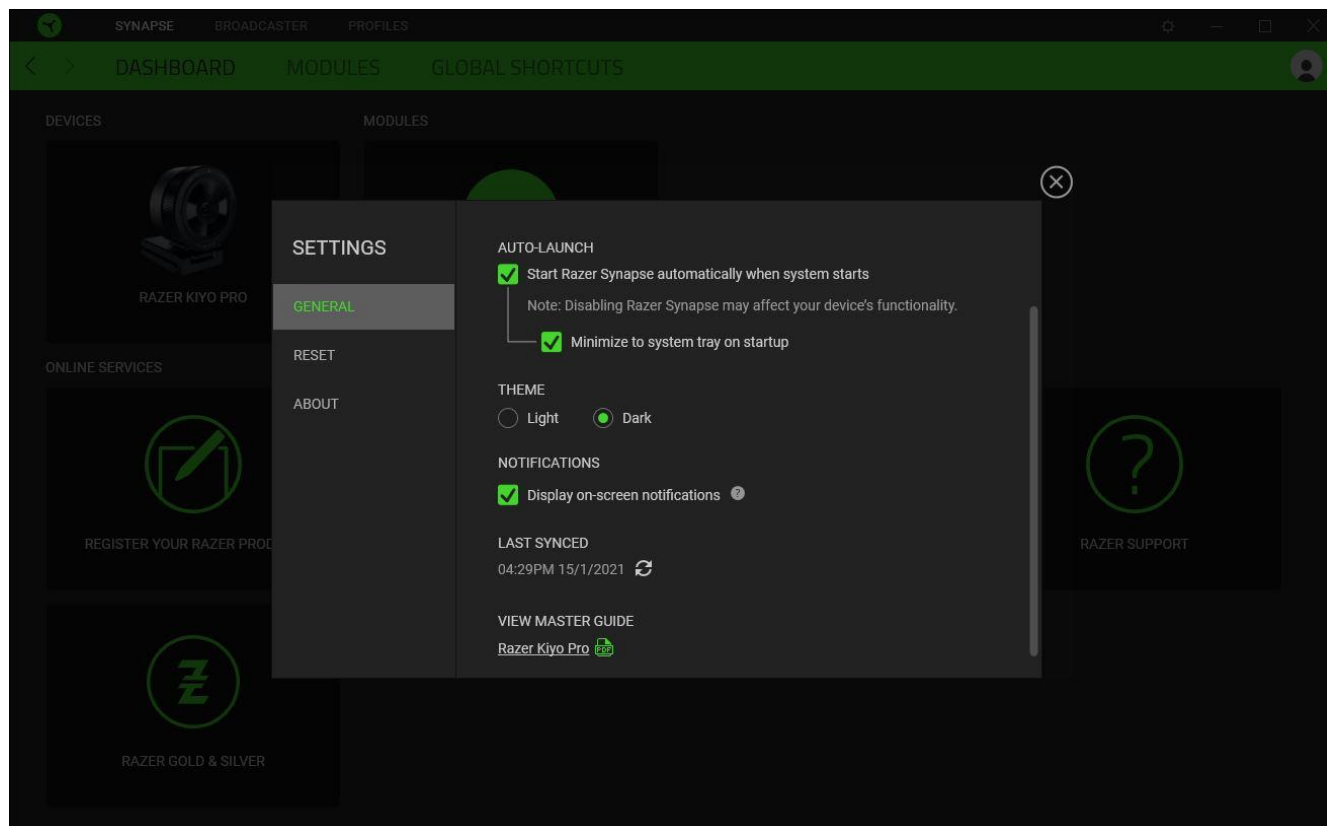 SYNAPSE BROADCASTER PROFILES
DASHBOARD MODULES GLOBAL SHORTCUTS
DEVICES MODULES
RAZER KIYO PRO
ONLINE SERVICES
REGISTER YOUR RAZER
RAZER SUPPORT
RAZER GOLD & SILVER
SETTINGS
GENERAL
RESET
ABOUT
AUTO-LAUNCH
Start Razer Synapse automatically when system starts
Note: Disabling Razer Synapse may affect your device's functionality.
Minimize to system tray on startup
THEME
Light Dark
NOTIFICATIONS
Display on-screen notifications ?
LAST SYNCED
04:29PM 15/1/2021
VIEW MASTER GUIDE
Razer Kiyo Pro PDF